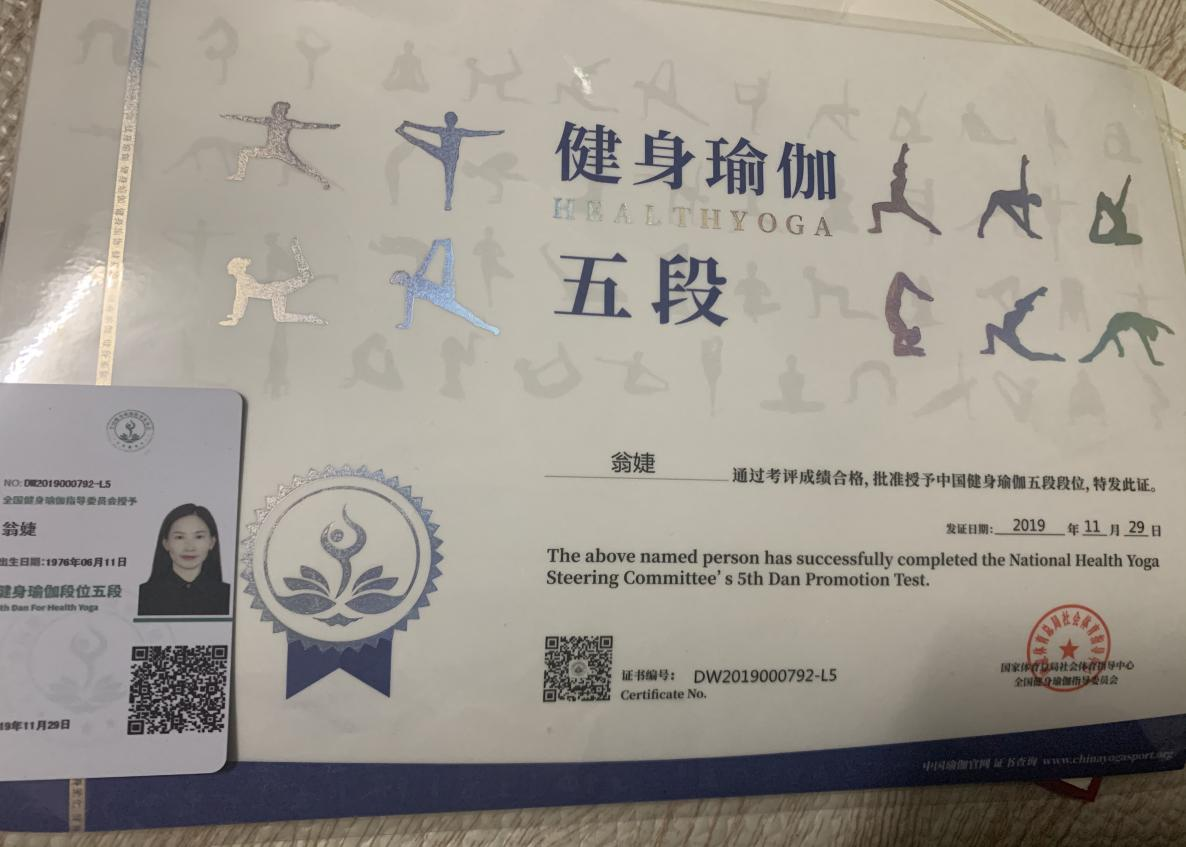 健身瑜伽
HEALTHYOGA
五段
翁婕 通过考评成绩合格,批准授予中国健身瑜伽五段段位,特发此证。
发证日期: 2019 年 11 月 29 日
The above named person has successfully completed the National Health Yoga
Steering Committee's 5th Dan Promotion Test.
证书编号: DW2019000792-L5
Certificate No.
国家体育总局社会体育指导中心
全国健身瑜伽指导委员会
中国瑜伽官网 证书查询 www.chinayogasport.org
NO:DW2019000792-L5
全国健身瑜伽指导委员会授予
翁婕
出生日期:1976年06月11日
健身瑜伽段位五段
th Dan For Health Yoga
19年11月29日